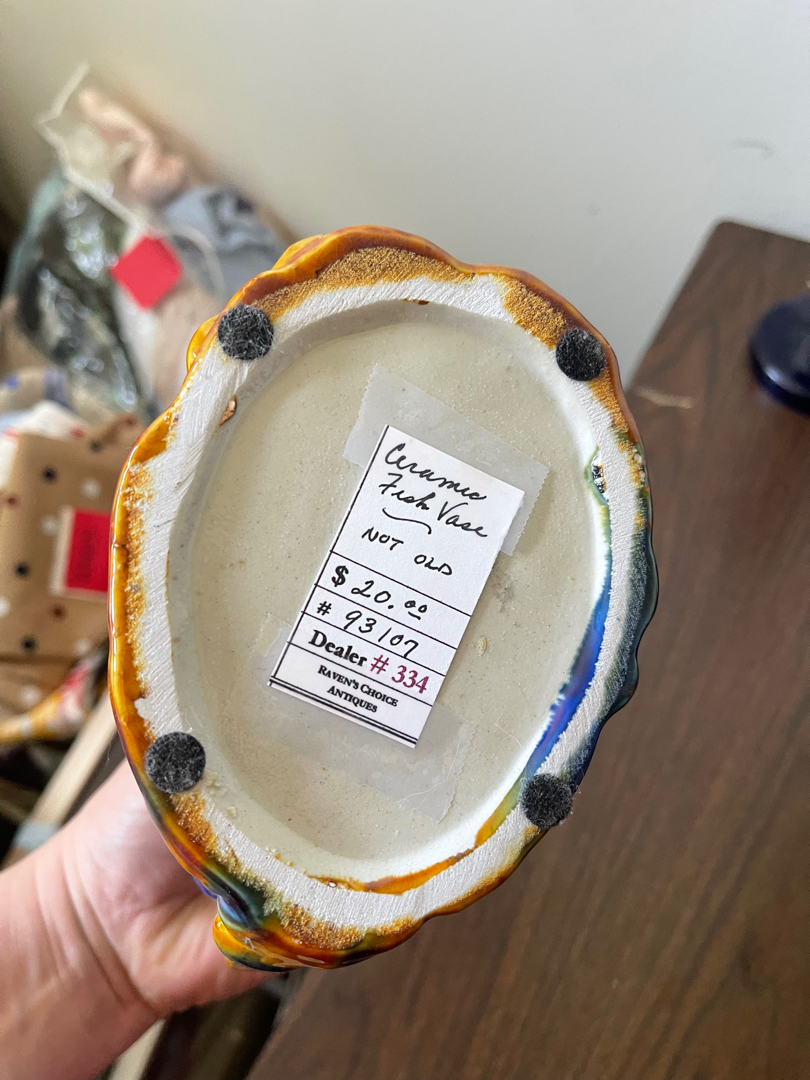 Ceramic
Fish Vase
NOT OLD
$ 20.00
# 93107
Dealer # 334
RAVEN'S CHOICE
ANTIQUES